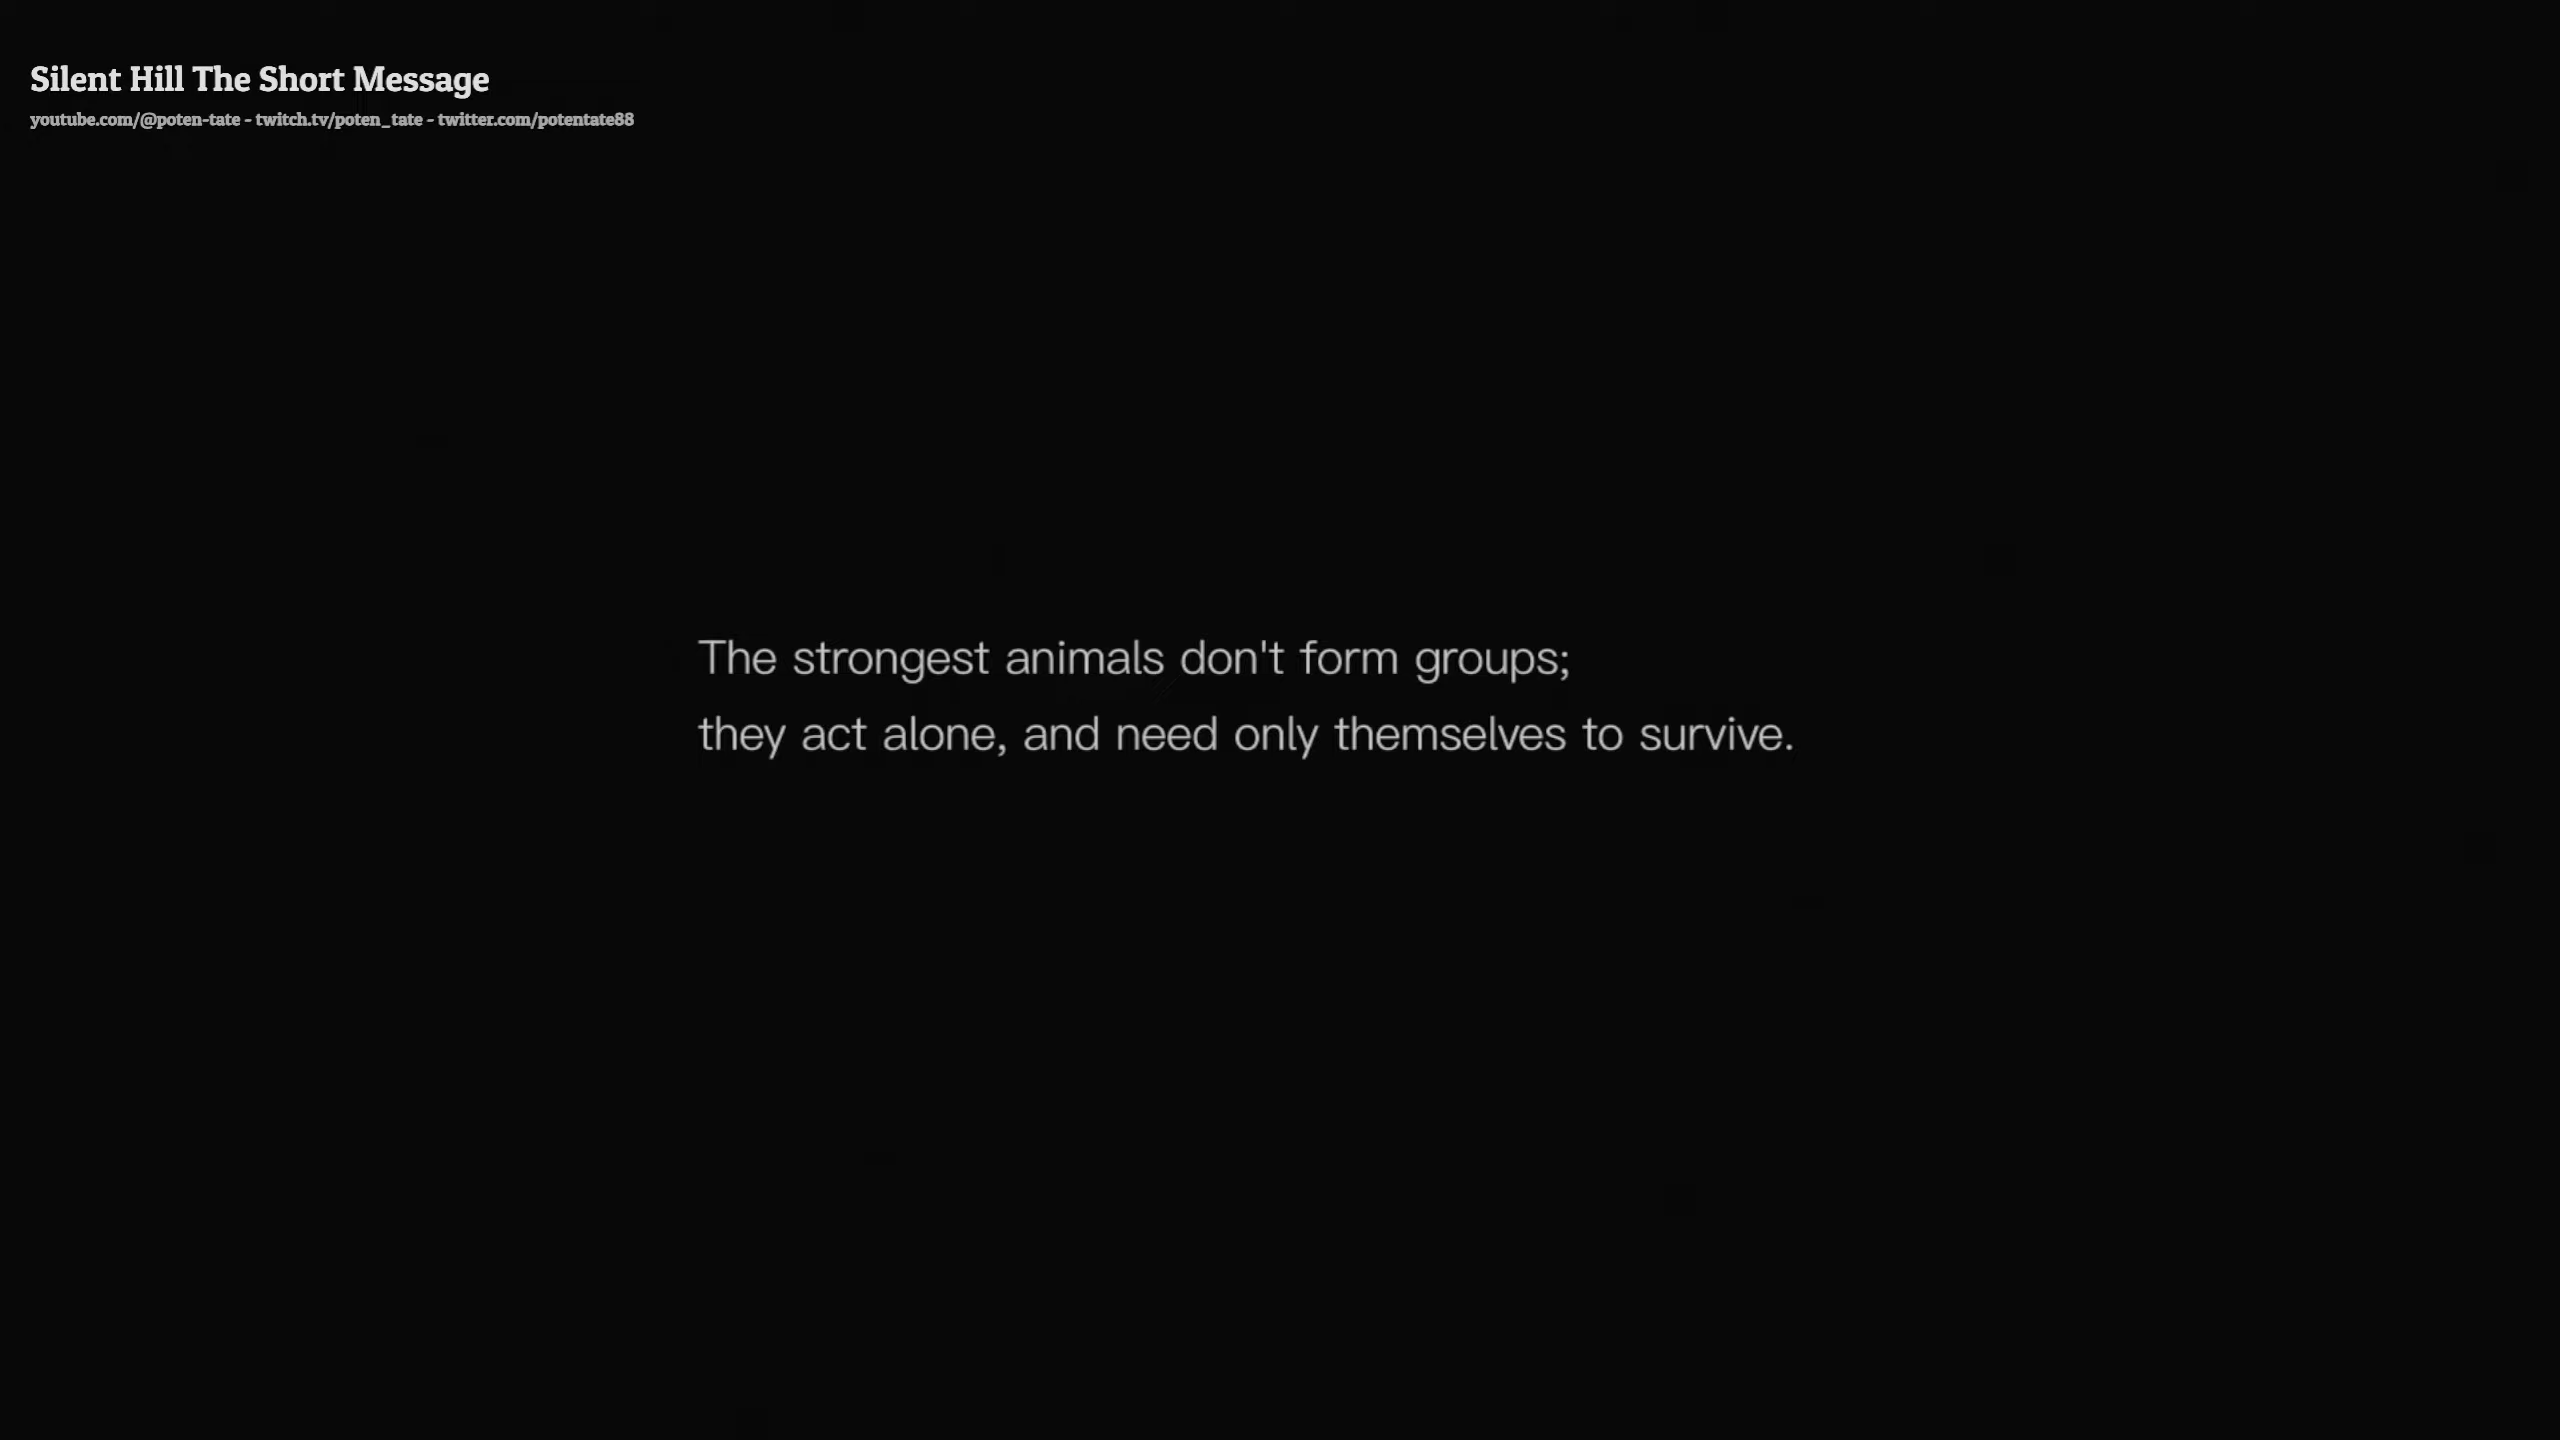 Silent Hill The Short Message
youtube.com/@poten-tate - twitch.tv/poten_tate - twitter.com/potentate88
The strongest animals don't form groups;
they act alone, and need only themselves to survive.